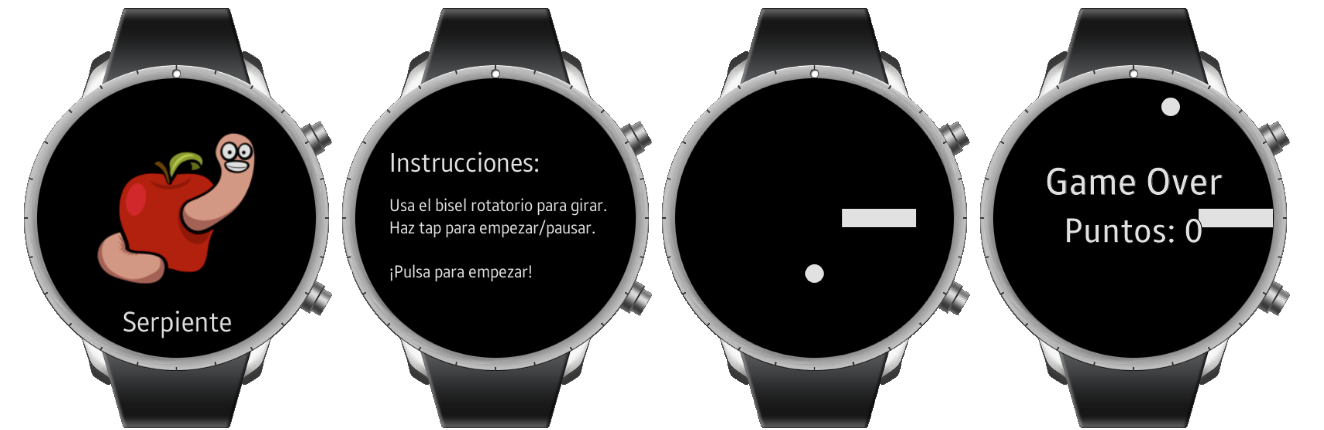 Serpiente
Instrucciones:
Usa el bisel rotatorio para girar.
Haz tap para empezar/pausar.
¡Pulsa para empezar!
Game Over
Puntos: 0